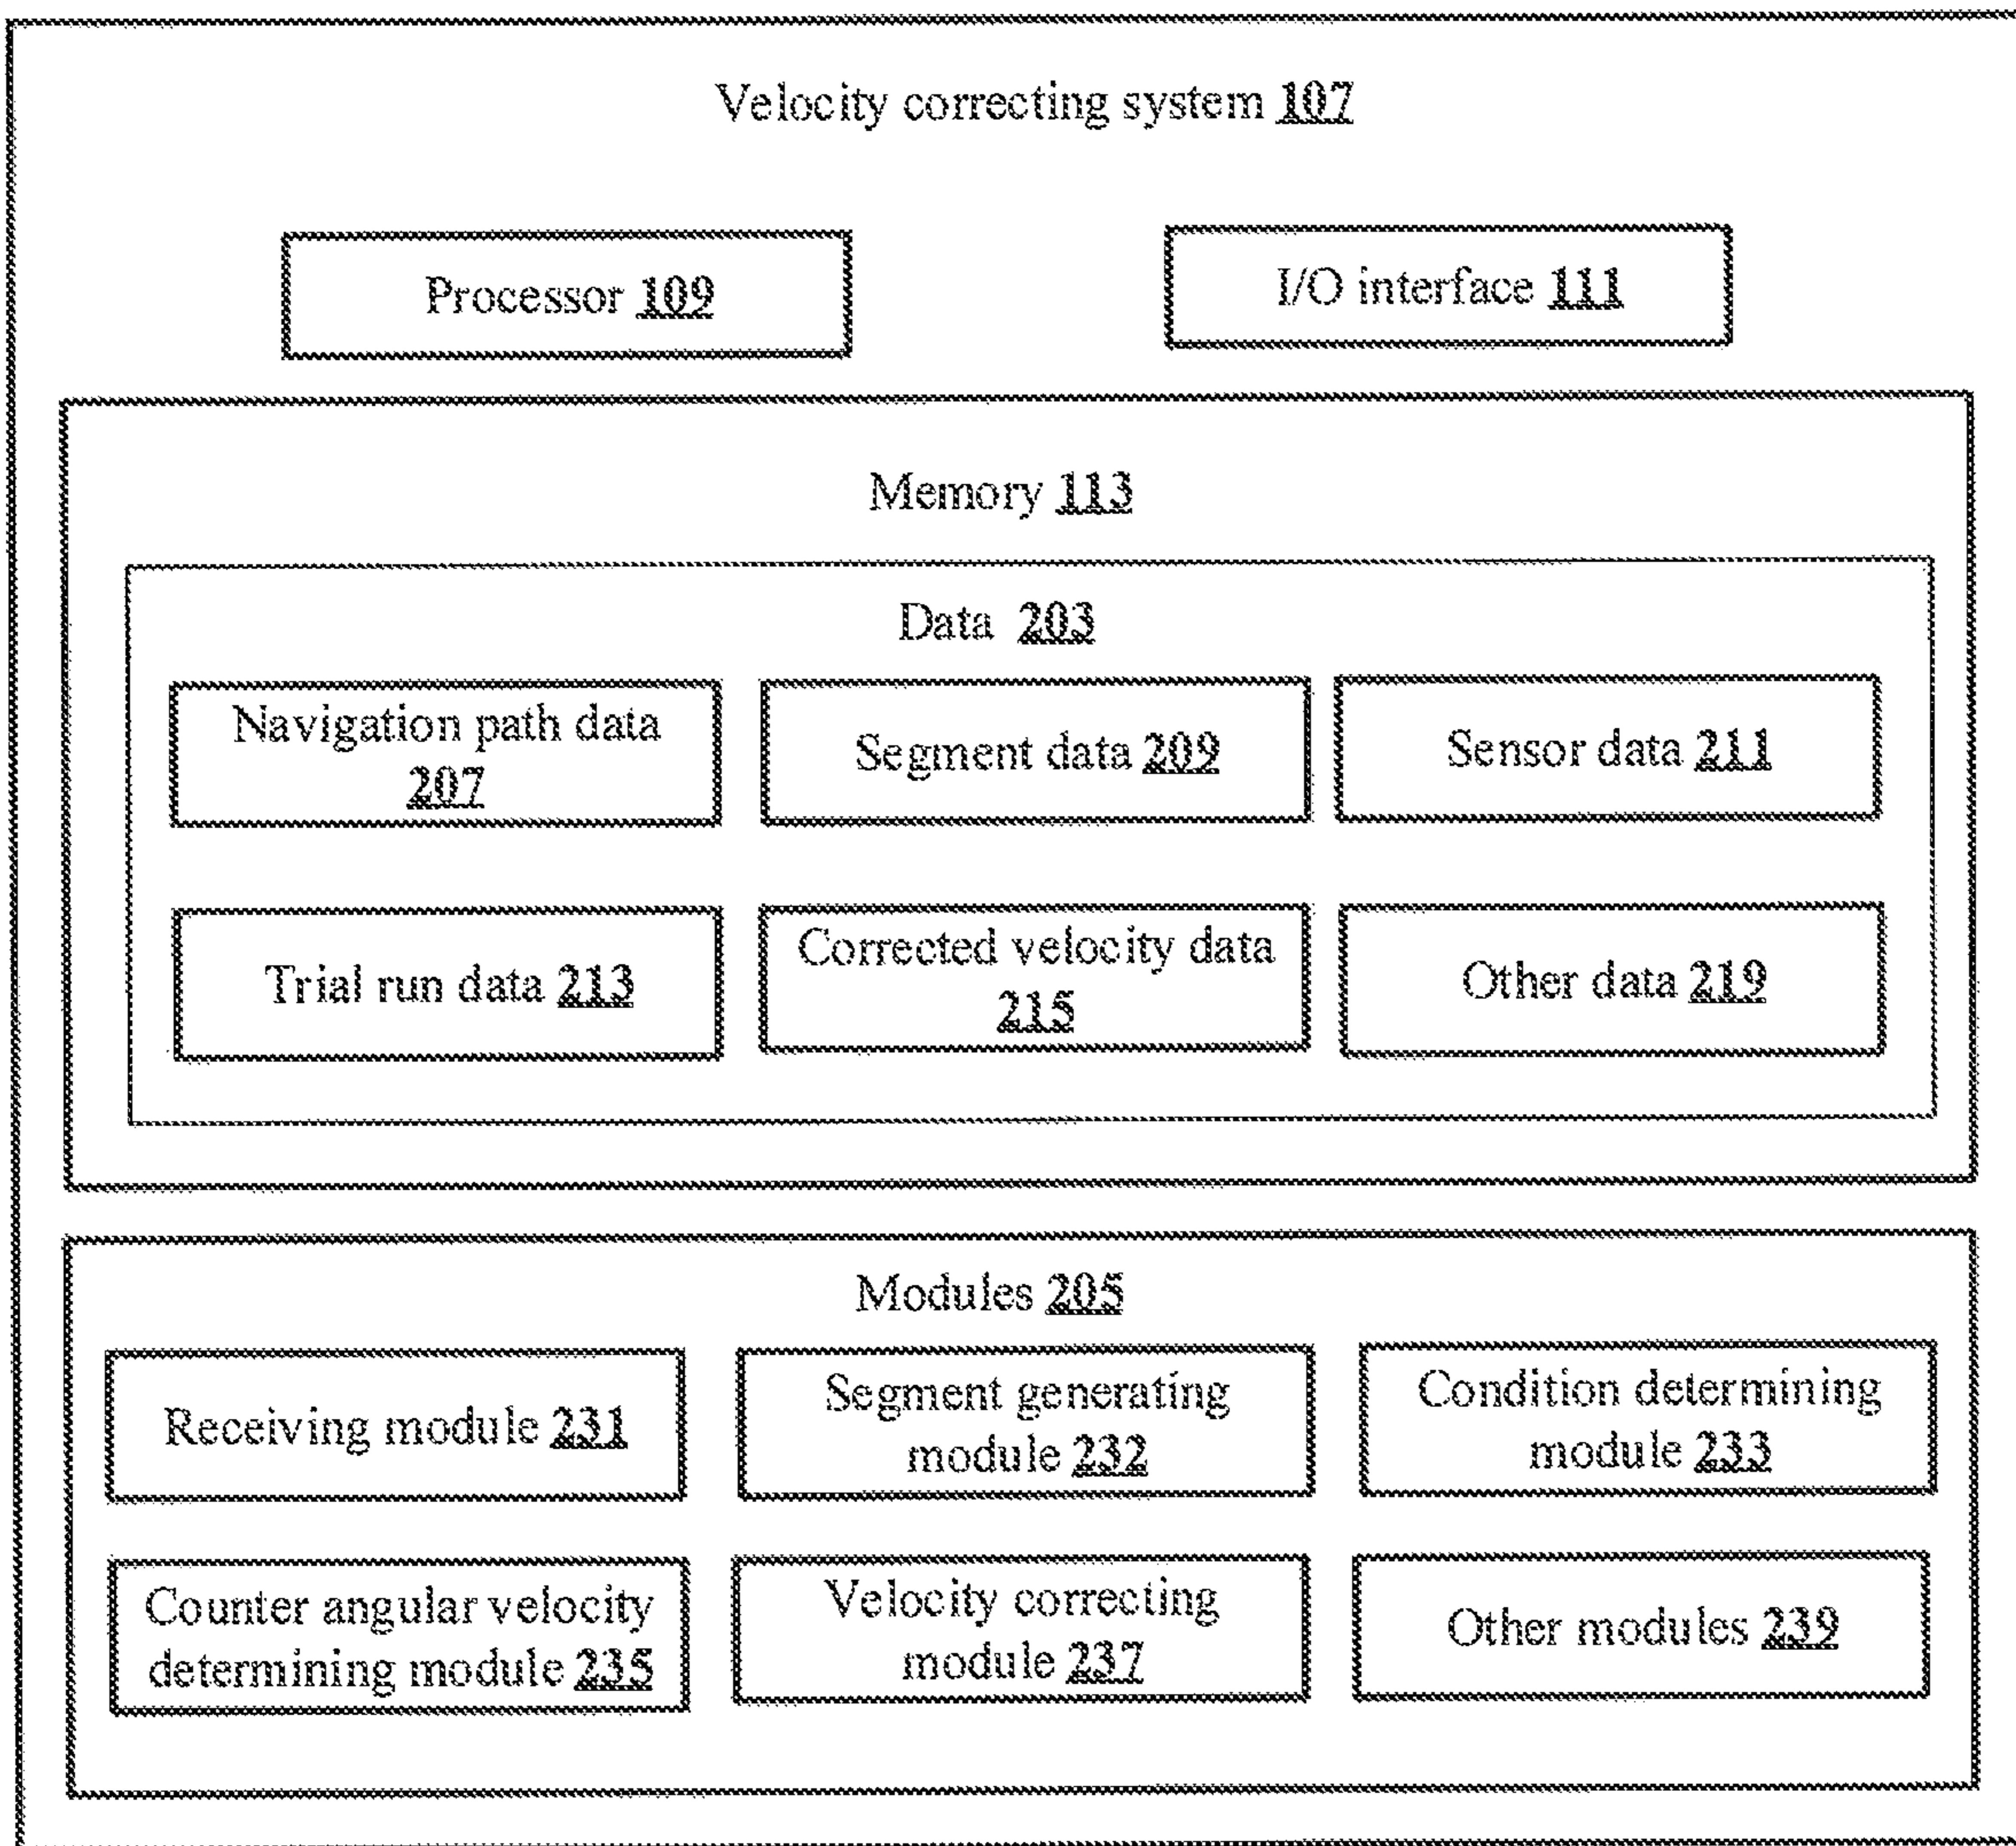 Velocity correcting system 107
Processor 109
I/O interface 111
Memory 113
Data 203
Navigation path data
207
Segment data 209
Sensor data 211
Trial run data 213
Corrected velocity data
215
Other data 219
Modules 205
Receiving module 231
Segment generating
module 232
Condition determining
module 233
Counter angular velocity
determining module 235
Velocity correcting
module 237
Other modules 239